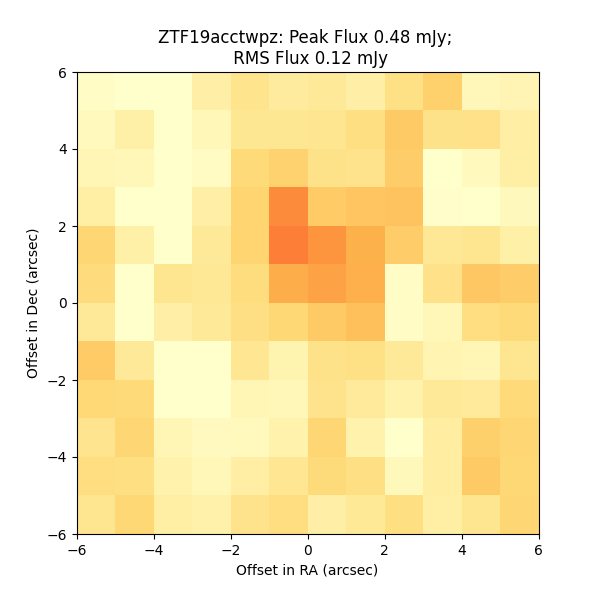 ZTF19acctwpz: Peak Flux 0.48 mJy;
RMS Flux 0.12 mJy
6
4
2
0
−2
−4
−6
Offset in Dec (arcsec)
−6 −4 −2 0 2 4 6
Offset in RA (arcsec)